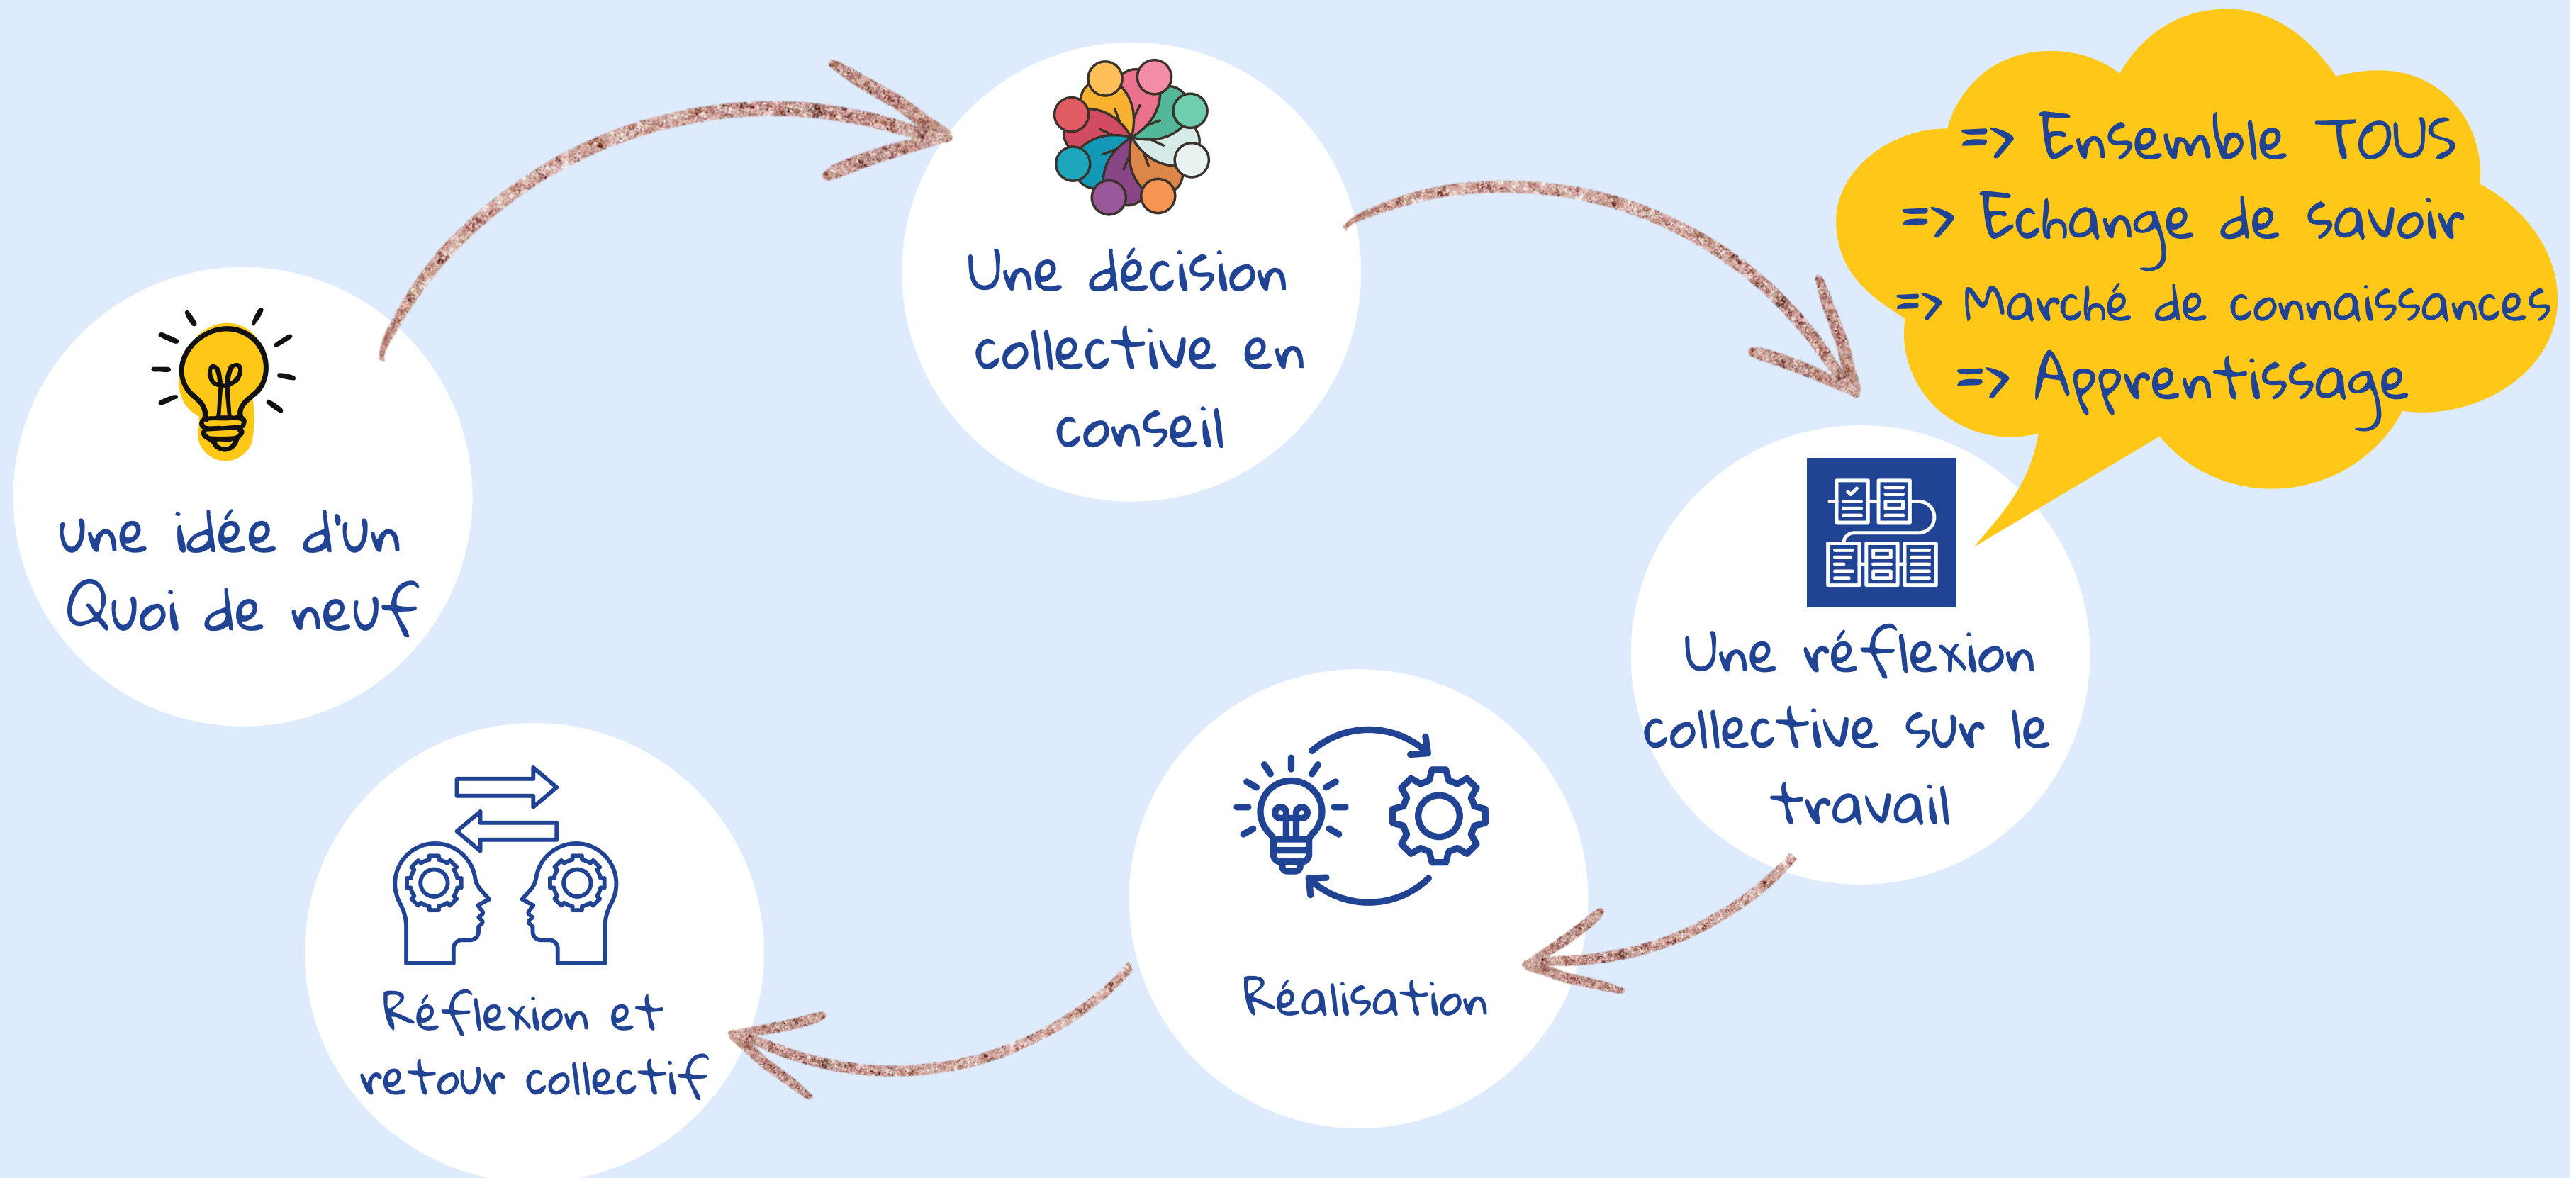 une idée d'un
Quoi de neuf
Une décision
collective en
conseil
=> Ensemble TOUS
=> Echange de savoir
=> Marché de connaissances
=> Apprentissage
Une réflexion
collective sur le
travail
Réalisation
Réflexion et
retour collectif